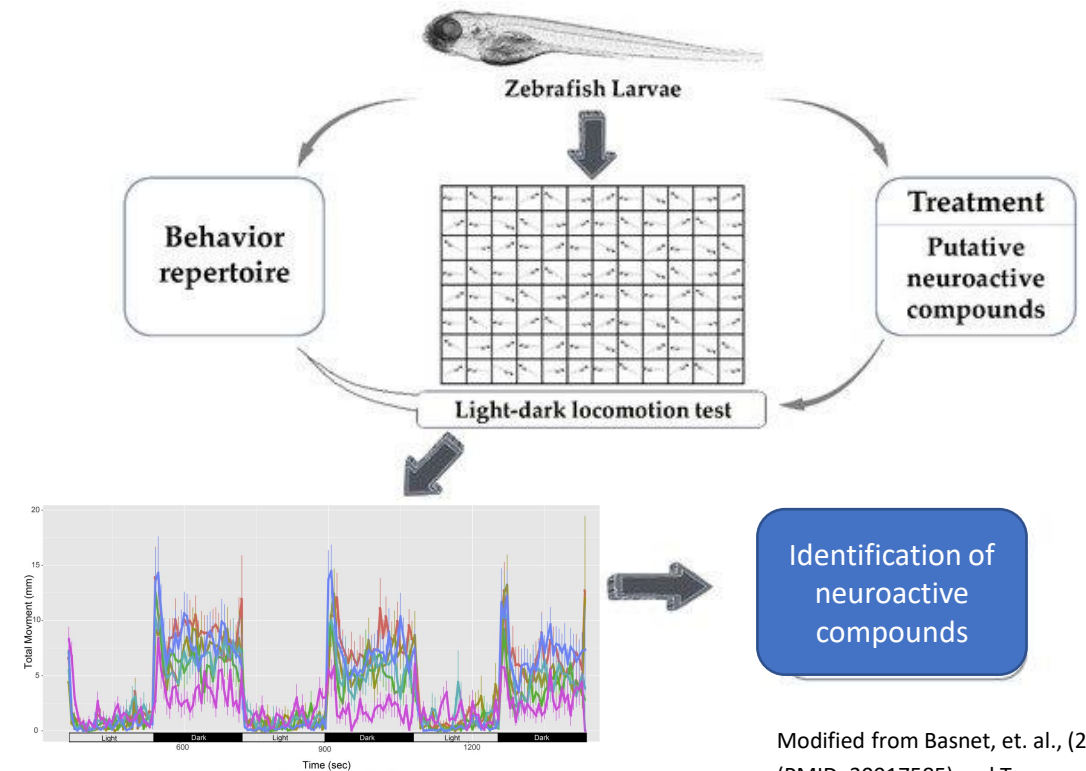 Zebrafish Larvae
Behavior
repertoire
Treatment
Putative
neuroactive
compounds
Light-dark locomotion test
Total Movment (mm)
20
15
10
5
0
Light
Dark
Light
Dark
Light
Dark
600
900
1200
Time (sec)
Identification of
neuroactive
compounds
Modified from Basnet, et. al., (2